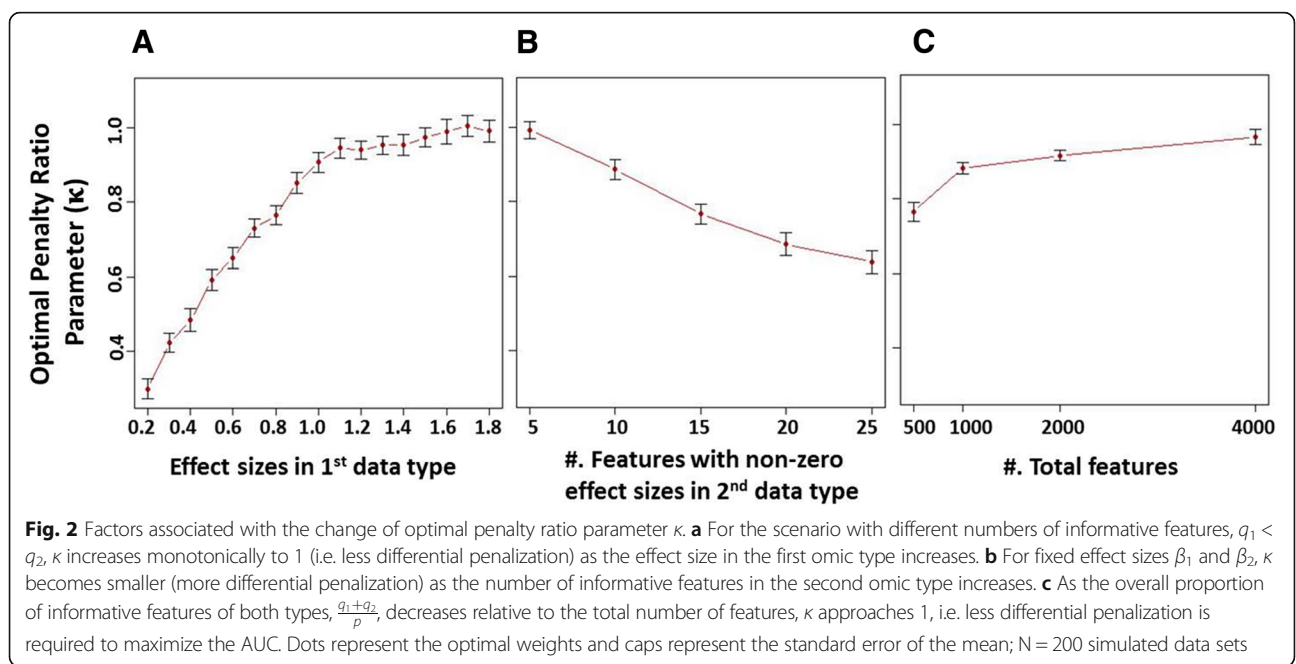 A
B
C
Optimal Penalty Ratio
Parameter (κ)
1.0
0.8
0.6
0.4
0.2 0.4 0.6 0.8 1.0 1.2 1.4 1.6 1.8
5 10 15 20 25
500 1000 2000 4000
Effect sizes in 1st data type
#. Features with non-zero
effect sizes in 2nd data type
#. Total features
Fig. 2 Factors associated with the change of optimal penalty ratio parameter κ. a For the scenario with different numbers of informative features, q1 <
q2, κ increases monotonically to 1 (i.e. less differential penalization) as the effect size in the first omic type increases. b For fixed effect sizes β1 and β2, κ
becomes smaller (more differential penalization) as the number of informative features in the second omic type increases. c As the overall proportion
of informative features of both types, (q1+q2)/p, decreases relative to the total number of features, κ approaches 1, i.e. less differential penalization is
required to maximize the AUC. Dots represent the optimal weights and caps represent the standard error of the mean; N = 200 simulated data sets